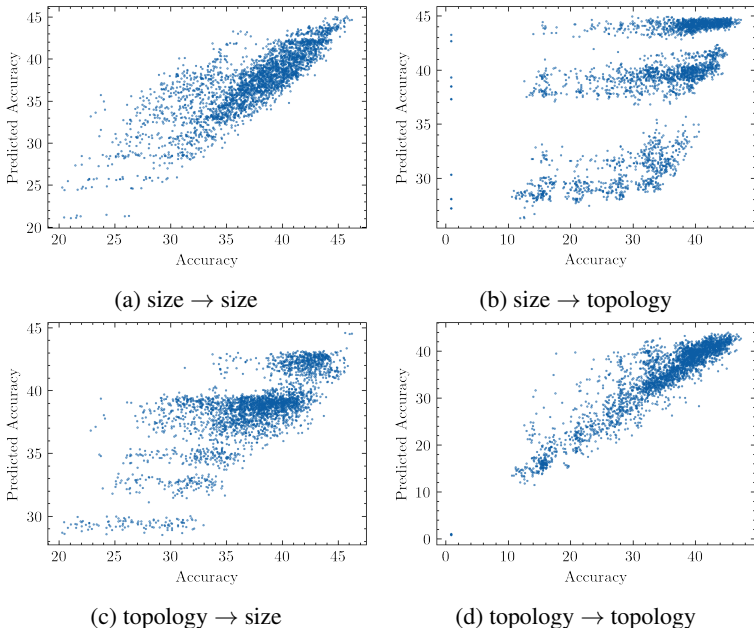 45
40
35
30
25
20
Predicted Accuracy
20 25 30 35 40 45
Accuracy
(a) size → size
45
40
35
30
Predicted Accuracy
0 10 20 30 40
Accuracy
(b) size → topology
45
40
35
30
Predicted Accuracy
20 25 30 35 40 45
Accuracy
(c) topology → size
40
30
20
10
0
Predicted Accuracy
0 10 20 30 40
Accuracy
(d) topology → topology